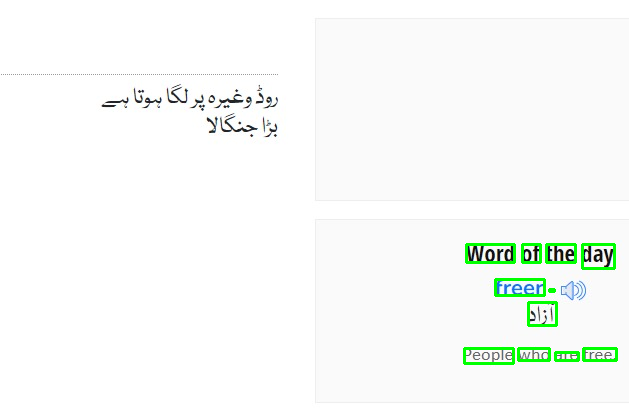 روڈ وغیرہ پر لگا ہوتا ہے
بڑا جنگالا
Word of the day
freer -
آزاد
People who are free.